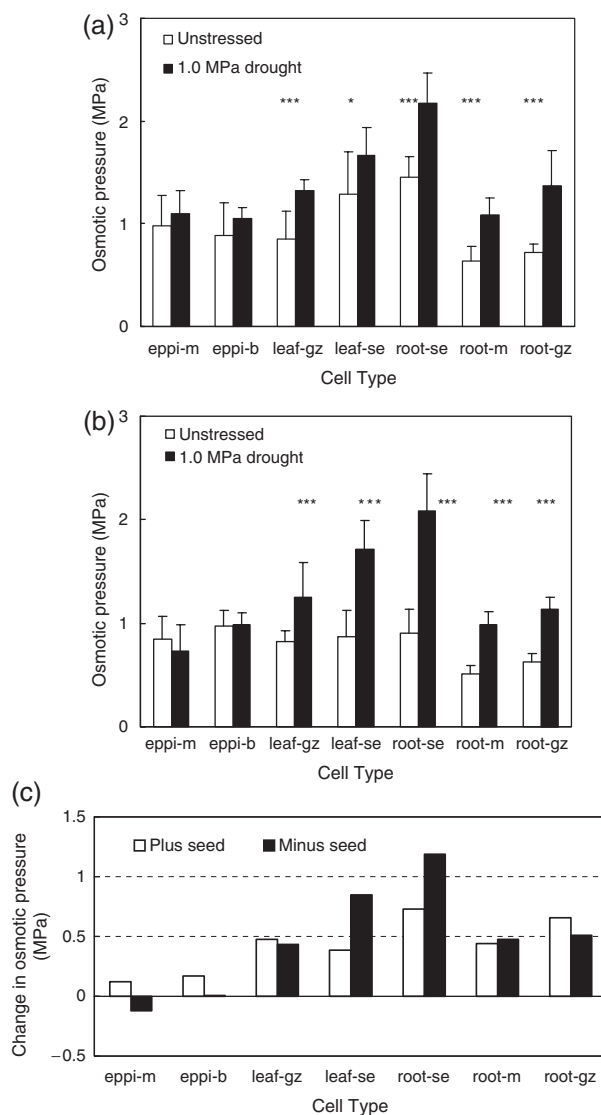 (a)
3
2
1
0
Osmotic pressure (MPa)
Unstressed
1.0 MPa drought
*** * *** *** ***
eppi-m eppi-b leaf-gz leaf-se root-se root-m root-gz
Cell Type
(b)
3
2
1
0
Osmotic pressure (MPa)
Unstressed
1.0 MPa drought
*** *** *** *** ***
eppi-m eppi-b leaf-gz leaf-se root-se root-m root-gz
Cell Type
(c)
1.5
1
0.5
0
−0.5
Change in osmotic pressure
(MPa)
Plus seed Minus seed
eppi-m eppi-b leaf-gz leaf-se root-se root-m root-gz
Cell Type